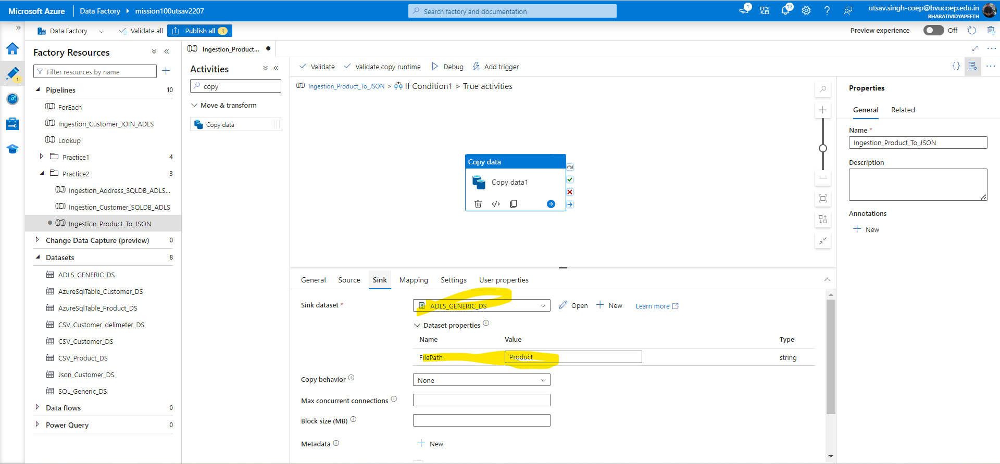 Microsoft Azure
Data Factory
mission100utsav2207
Search factory and documentation
1
12
utsav.singh-coep@bvucoep.edu.in
BHARATIVIDYAPEETH
Data Factory
Validate all
Publish all 1
Preview experience
Off
1
Factory Resources
Filter resources by name
Pipelines 10
ForEach
Ingestion_Customer_JOIN_ADLS
Lookup
Practice1 4
Practice2 3
Ingestion_Address_SQLDB_ADLS...
Ingestion_Customer_SQLDB_ADLS
Ingestion_Product_To_JSON
Change Data Capture (preview) 0
Datasets 8
ADLS_GENERIC_DS
AzureSqlTable_Customer_DS
AzureSqlTable_Product_DS
CSV_Customer_delimeter_DS
CSV_Customer_DS
CSV_Product_DS
Json_Customer_DS
SQL_Generic_DS
Data flows 0
Power Query 0
Ingestion_Product...
Activities
copy
Move & transform
Copy data
Validate
Validate copy runtime
Debug
Add trigger
Ingestion_Product_To_JSON > If Condition1 > True activities
Copy data
Copy data1
General
Source
Sink
Mapping
Settings
User properties
Sink dataset *
ADLS_GENERIC_DS
Open
New
Learn more
Dataset properties
Name Value Type
FilePath Product string
Copy behavior
None
Max concurrent connections
Block size (MB)
Metadata
New
Properties
General
Related
Name *
Ingestion_Product_To_JSON
Description
Annotations
New